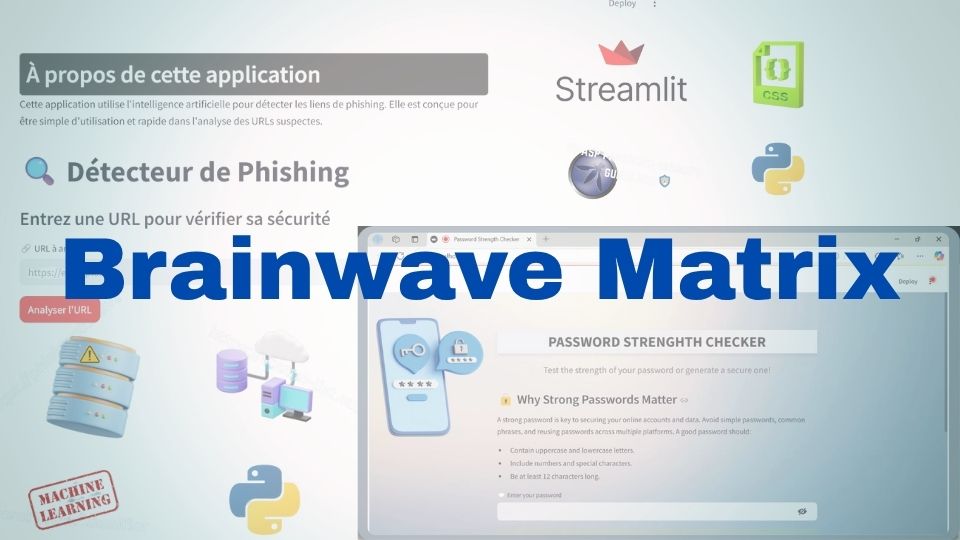 Deploy
À propos de cette application
Cette application utilise l'intelligence artificielle pour détecter les liens de phishing. Elle est conçue pour
être simple d'utilisation et rapide dans l'analyse des URLs suspectes.
Streamlit
CSS
Détecteur de Phishing
Entrez une URL pour vérifier sa sécurité
URL à
https://e
Analyser l'URL
Brainwave Matrix
Password Strength Checker
Deploy
PASSWORD STRENGHTH CHECKER
Test the strength of your password or generate a secure one!
Why Strong Passwords Matter
A strong password is key to securing your online accounts and data. Avoid simple passwords, common
phrases, and reusing passwords across multiple platforms. A good password should:
• Contain uppercase and lowercase letters.
• Include numbers and special characters.
• Be at least 12 characters long.
Enter your password
MACHINE
LEARNING